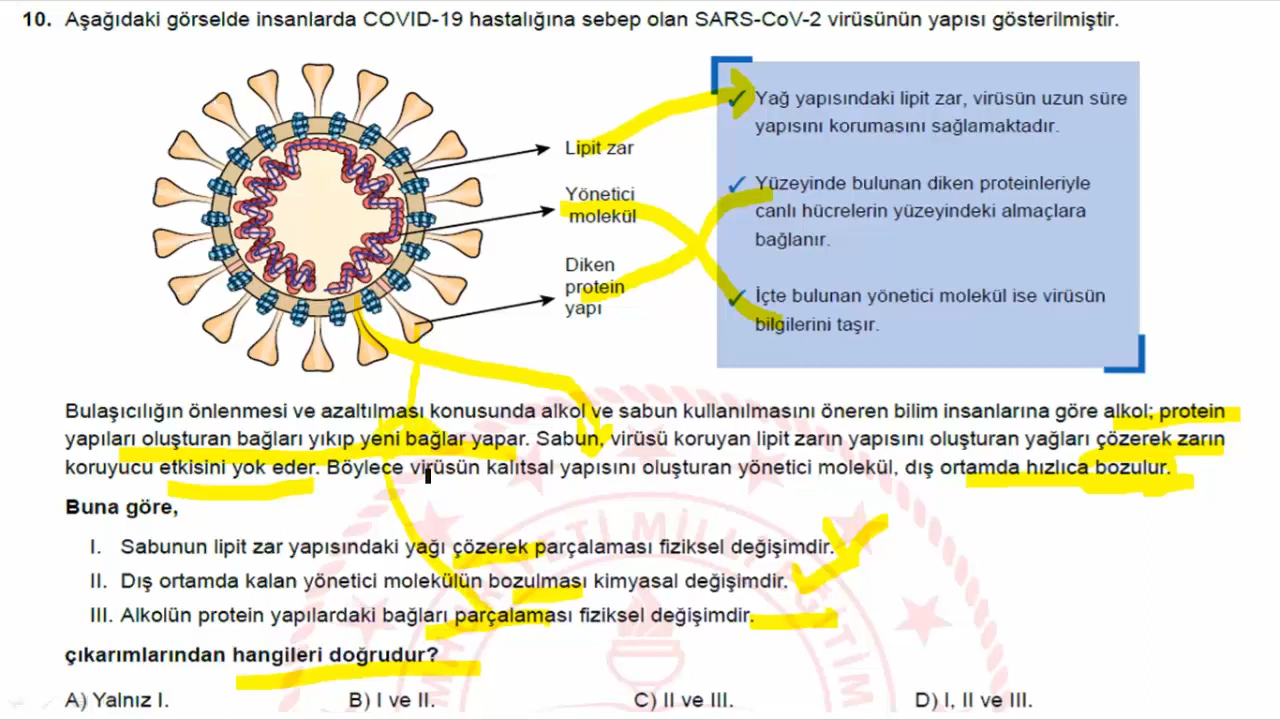 10. Aşağıdaki görselde insanlarda COVID-19 hastalığına sebep olan SARS-CoV-2 virüsünün yapısı gösterilmiştir.
Lipit zar
Yönetici
molekül
Diken
protein
yapı
✓ Yağ yapısındaki lipit zar, virüsün uzun süre
yapısını korumasını sağlamaktadır.
✓ Yüzeyinde bulunan diken proteinleriyle
canlı hücrelerin yüzeyindeki almaçlara
bağlanır.
✓ İçte bulunan yönetici molekül ise virüsün
bilgilerini taşır.
Bulaşıcılığın önlenmesi ve azaltılması konusunda alkol ve sabun kullanılmasını öneren bilim insanlarına göre alkol; protein
yapıları oluşturan bağları yıkıp yeni bağlar yapar. Sabun, virüsü koruyan lipit zarın yapısını oluşturan yağları çözerek zarın
koruyucu etkisini yok eder. Böylece virüsün kalıtsal yapısını oluşturan yönetici molekül, dış ortamda hızlıca bozulur.
Buna göre,
I. Sabunun lipit zar yapısındaki yağı çözerek parçalaması fiziksel değişimdir.
II. Dış ortamda kalan yönetici molekülün bozulması kimyasal değişimdir.
III. Alkolün protein yapılardaki bağları parçalaması fiziksel değişimdir.
çıkarımlarından hangileri doğrudur?
A) Yalnız I. B) I ve II. C) II ve III. D) I, II ve III.